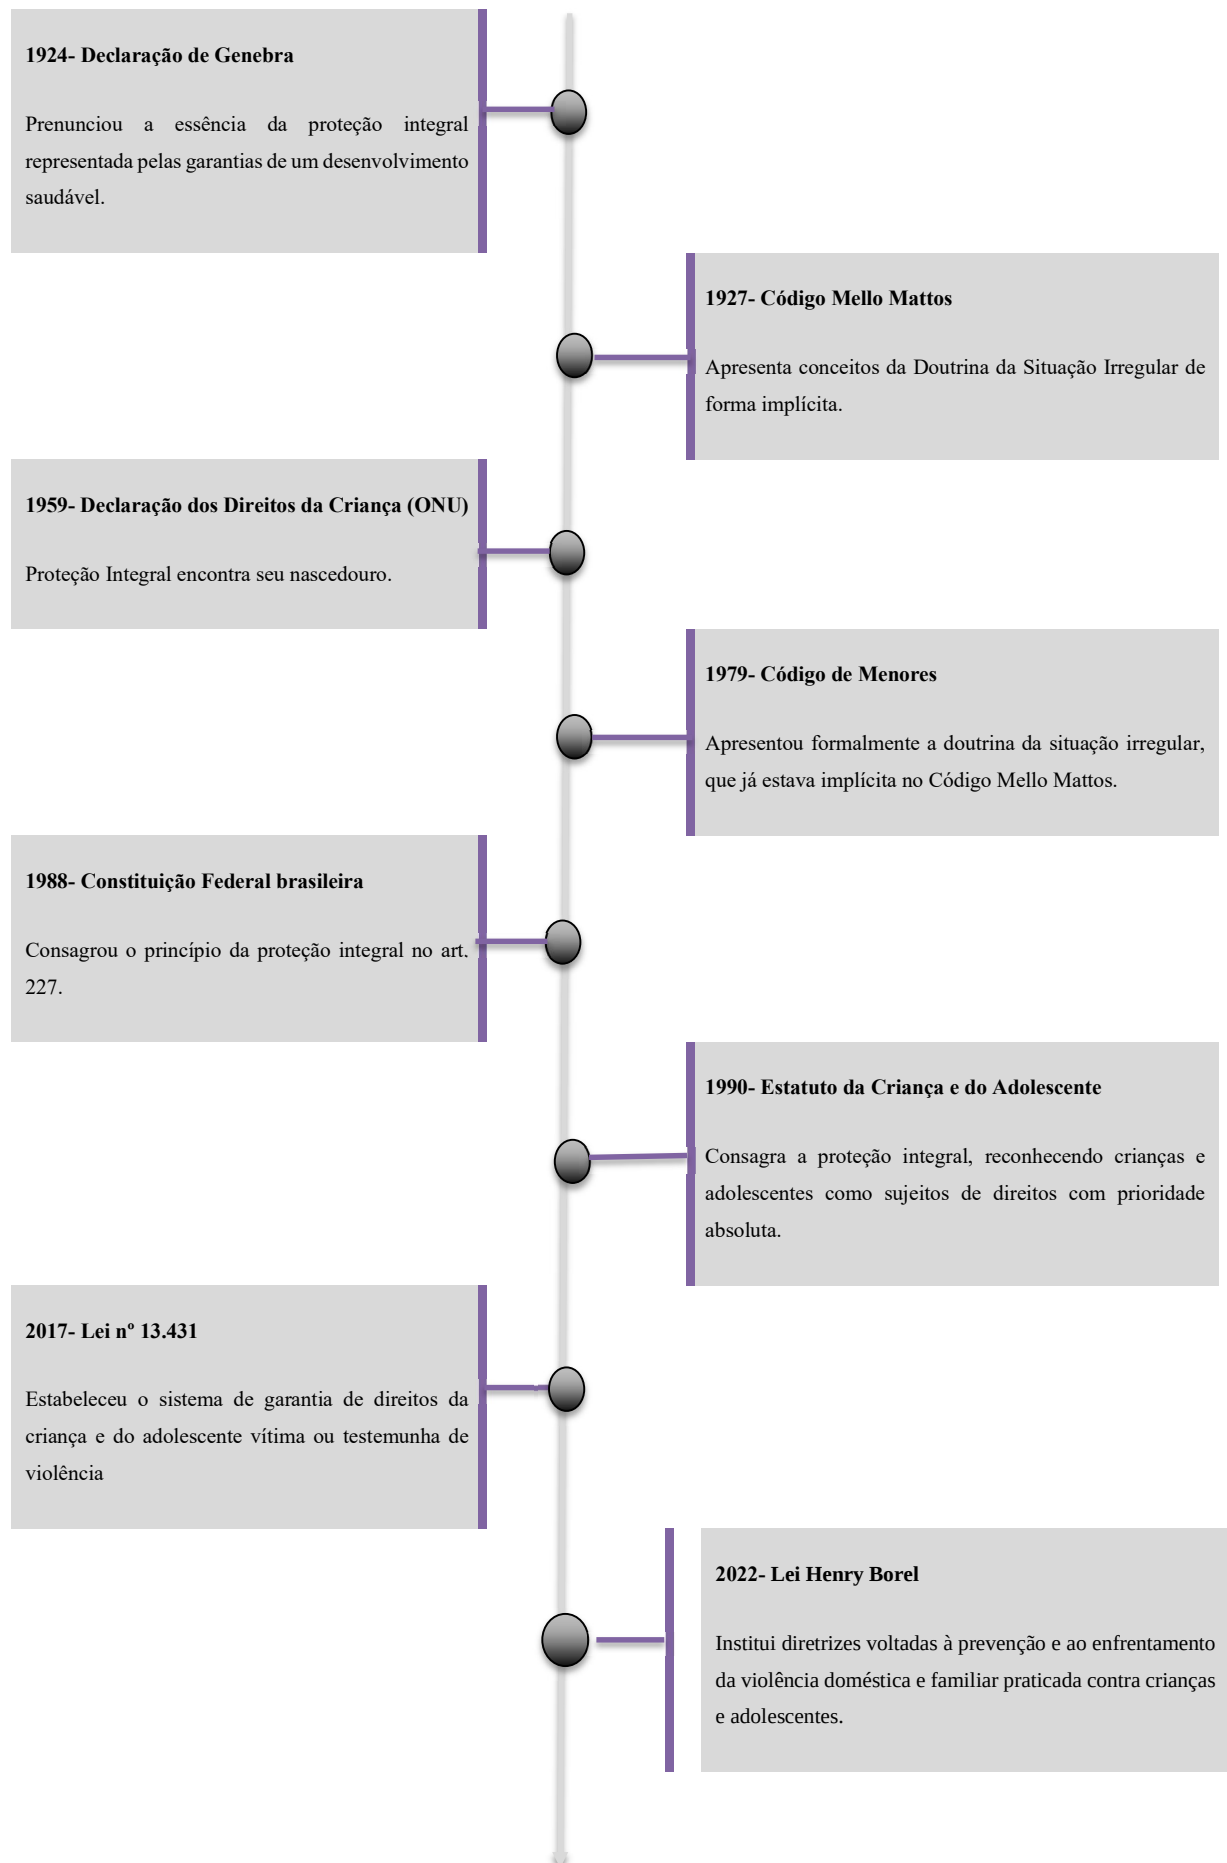 1924- Declaração de Genebra
Prenunciou a essência da proteção integral
representada pelas garantias de um desenvolvimento
saudável.
1927- Código Mello Mattos
Apresenta conceitos da Doutrina da Situação Irregular de
forma implícita.
1959- Declaração dos Direitos da Criança (ONU)
Proteção Integral encontra seu nascedouro.
1979- Código de Menores
Apresentou formalmente a doutrina da situação irregular,
que já estava implícita no Código Mello Mattos.
1988- Constituição Federal brasileira
Consagrou o princípio da proteção integral no art.
227.
1990- Estatuto da Criança e do Adolescente
Consagra a proteção integral, reconhecendo crianças e
adolescentes como sujeitos de direitos com prioridade
absoluta.
2017- Lei nº 13.431
Estabeleceu o sistema de garantia de direitos da
criança e do adolescente vítima ou testemunha de
violência
2022- Lei Henry Borel
Institui diretrizes voltadas à prevenção e ao enfrentamento
da violência doméstica e familiar praticada contra crianças
e adolescentes.